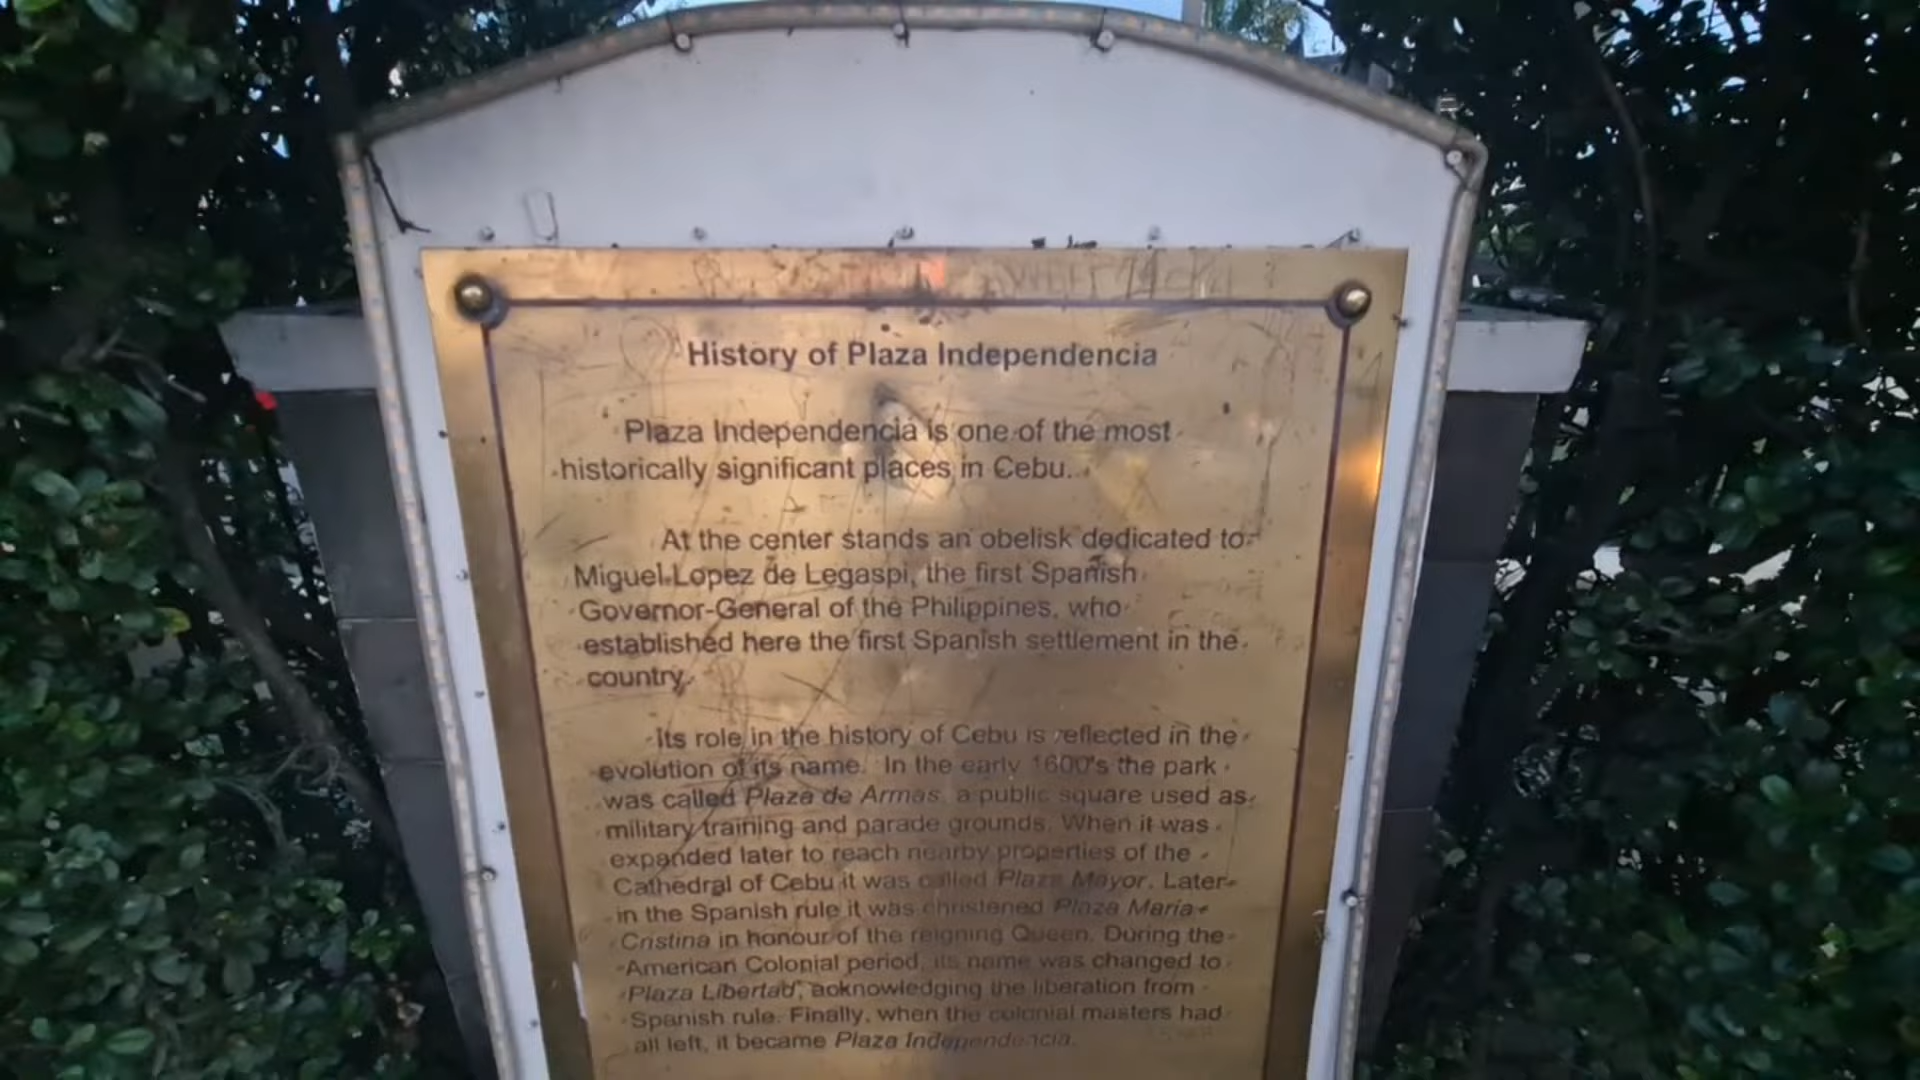 History of Plaza Independencia
Plaza Independencia is one of the most
historically significant places in Cebu.
At the center stands an obelisk dedicated to
Miguel Lopez de Legaspi, the first Spanish
Governor-General of the Philippines, who
established here the first Spanish settlement in the
country.
Its role in the history of Cebu is reflected in the
evolution of its name. In the early 1600's the park
was called Plaza de Armas, a public square used as
military training and parade grounds. When it was
expanded later to reach nearby properties of the
Cathedral of Cebu it was called Plaza Mayor. Later
in the Spanish rule it was christened Plaza Maria
Cristina in honour of the reigning Queen. During the
American Colonial period, its name was changed to
Plaza Libertad, acknowledging the liberation from
Spanish rule. Finally, when the colonial masters had
all left, it became Plaza Independencia.